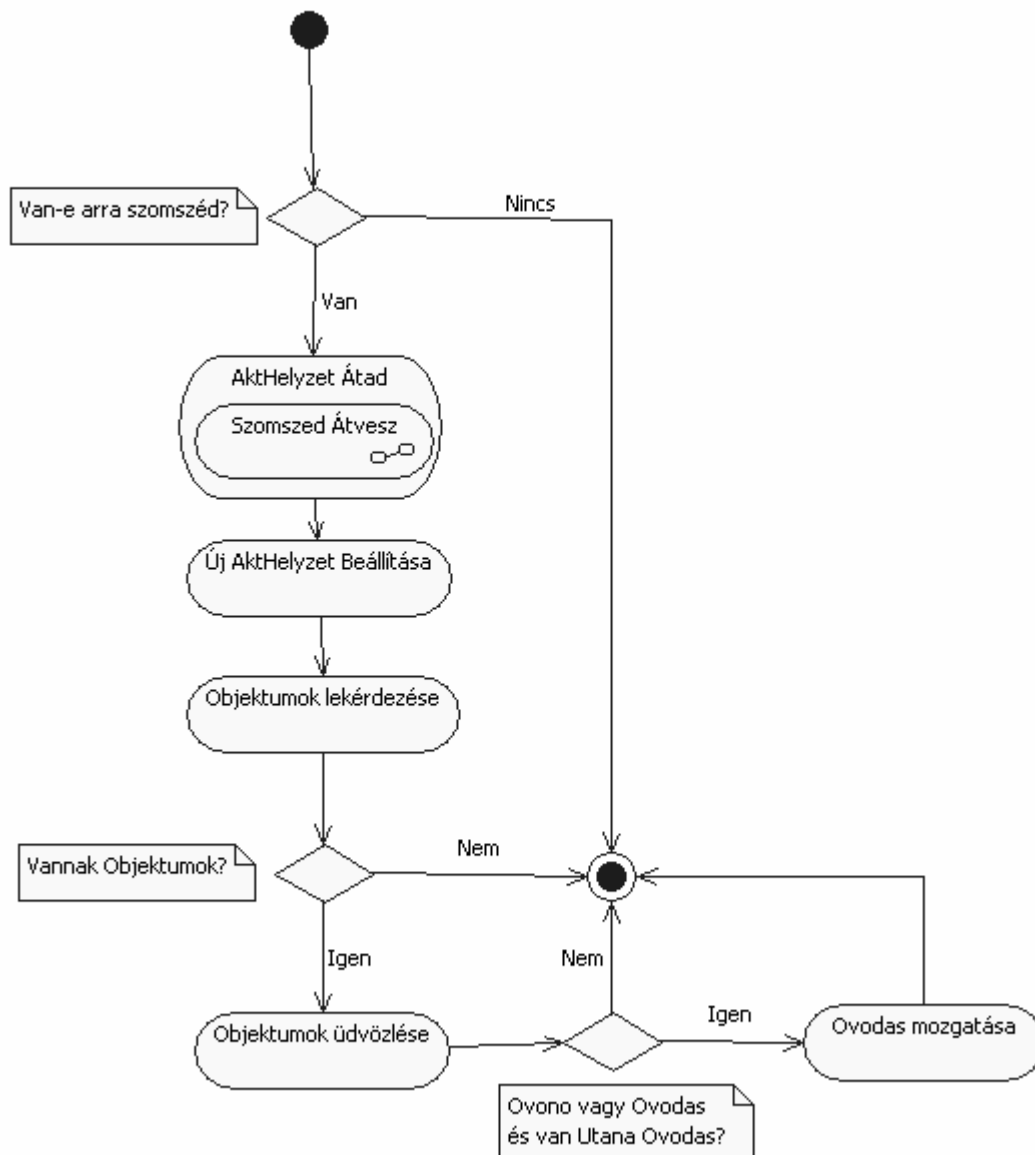 Van-e arra szomszéd?
Nincs
Van
AktHelyzet Átad
Szomszed Átvesz
Új AktHelyzet Beállítása
Objektumok lekérdezése
Vannak Objektumok?
Nem
Igen
Nem
Objektumok üdvözlése
Igen
Ovodas mozgatása
Ovono vagy Ovodas
és van Utana Ovodas?